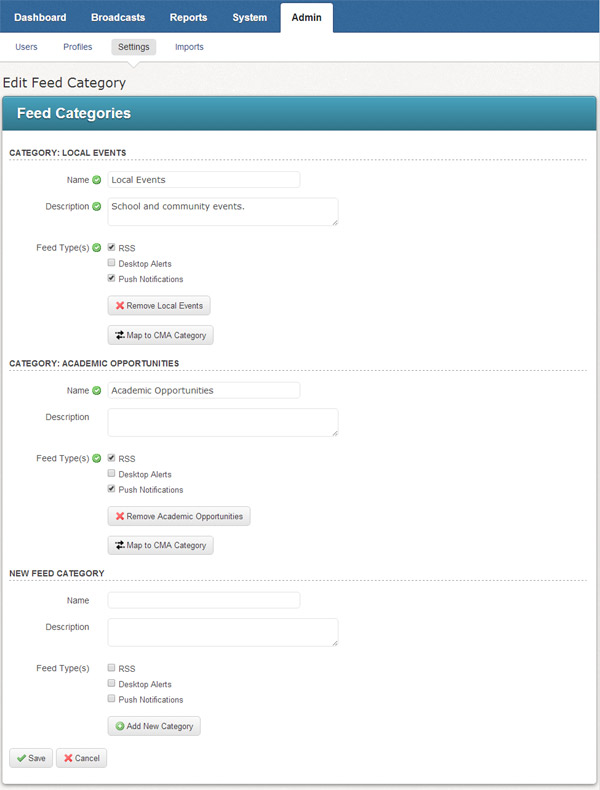 Dashboard Broadcasts Reports System Admin
Users Profiles Settings Imports
Edit Feed Category
Feed Categories
CATEGORY: LOCAL EVENTS
Name Local Events
Description School and community events.
Feed Type(s) RSS
Desktop Alerts
Push Notifications
Remove Local Events
Map to CMA Category
CATEGORY: ACADEMIC OPPORTUNITIES
Name Academic Opportunities
Description
Feed Type(s) RSS
Desktop Alerts
Push Notifications
Remove Academic Opportunities
Map to CMA Category
NEW FEED CATEGORY
Name
Description
Feed Type(s) RSS
Desktop Alerts
Push Notifications
Add New Category
Save Cancel